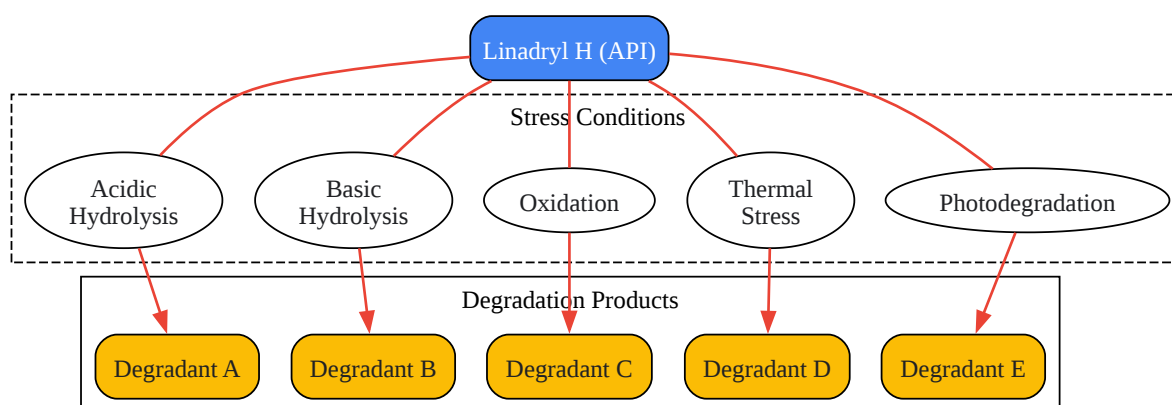 Linadryl H (API)
Stress Conditions
Acidic
Hydrolysis
Basic
Hydrolysis
Oxidation
Thermal
Stress
Photodegradation
Degradation Products
Degradant A
Degradant B
Degradant C
Degradant D
Degradant E